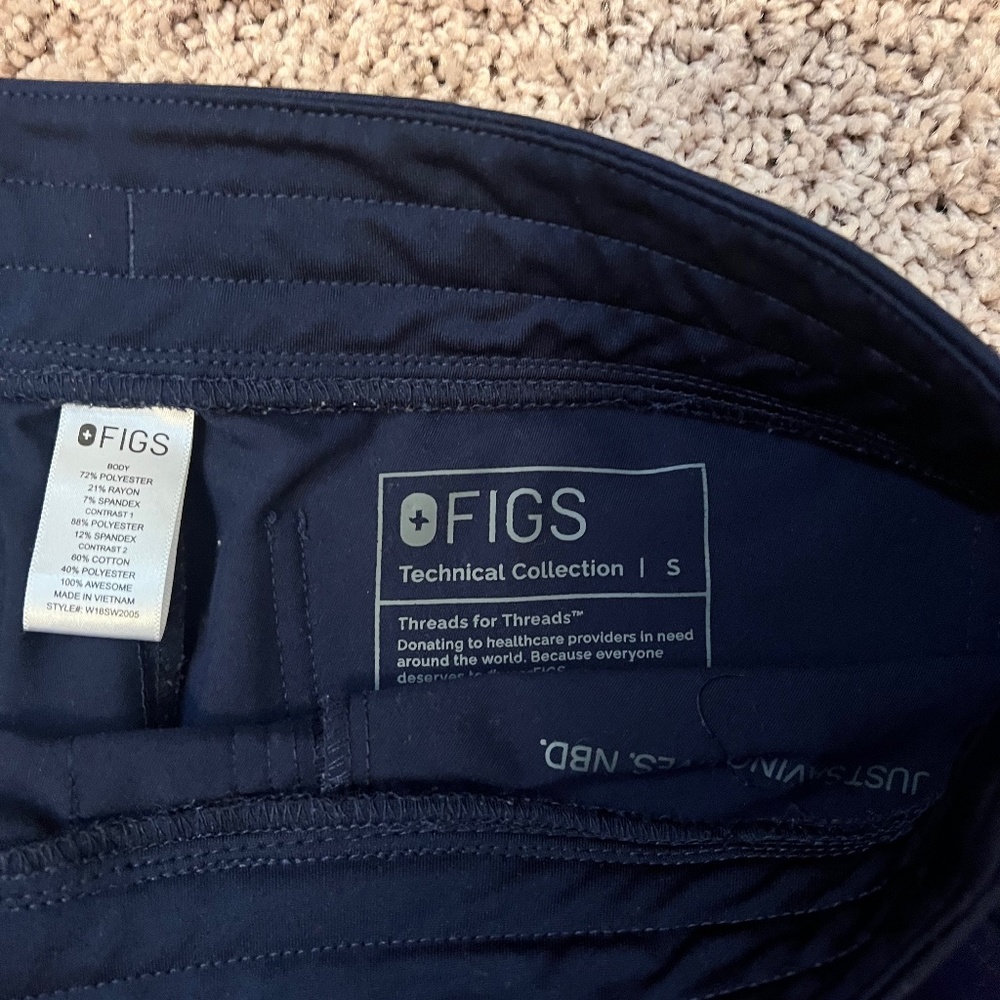 FIGS
BODY
72% POLYESTER
21% RAYON
7% SPANDEX
CONTRAST 1
88% POLYESTER
12% SPANDEX
CONTRAST 2
60% COTTON
40% POLYESTER
100% AWESOME
MADE IN VIETNAM
STYLE#: W18SW2005
FIGS
Technical Collection | S
Threads for Threads™
Donating to healthcare providers in need
around the world. Because everyone
JUST NBD.